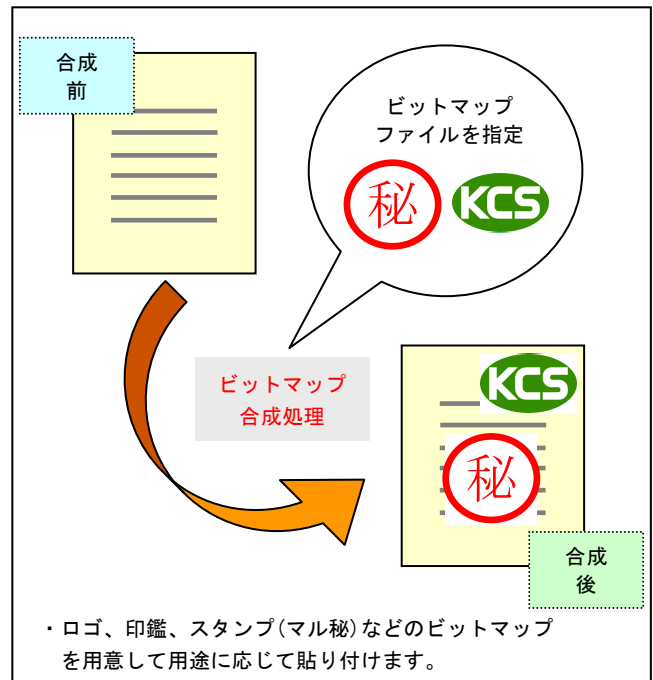 合成
前
ビットマップ
ファイルを指定
秘 KCS
ビットマップ
合成処理
KCS
秘
合成
後
・ロゴ、印鑑、スタンプ(マル秘)などのビットマップ
を用意して用途に応じて貼り付けます。